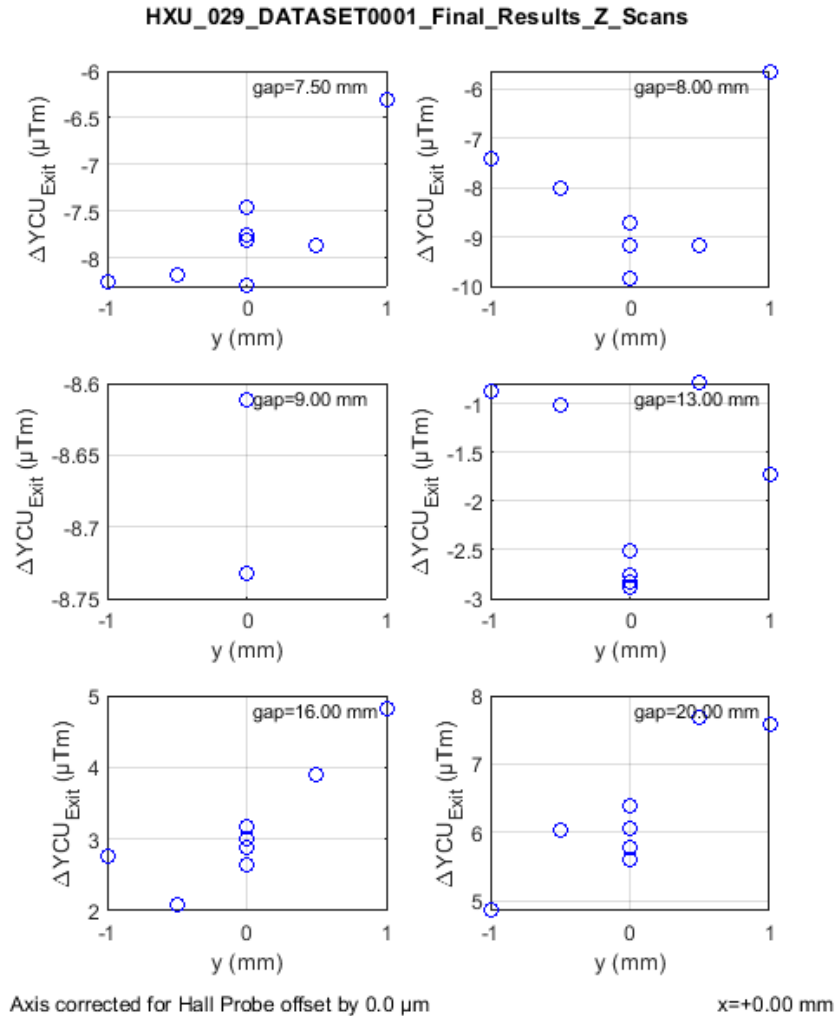 HXU_029_DATASET0001_Final_Results_Z_Scans
gap=7.50 mm
-6
-6.5
-7
-7.5
-8
-1
0
1
y (mm)
ΔYCU_Exit (µTm)
gap=8.00 mm
-6
-7
-8
-9
-10
-1
0
1
y (mm)
ΔYCU_Exit (µTm)
gap=9.00 mm
-8.6
-8.65
-8.7
-8.75
-1
0
1
y (mm)
ΔYCU_Exit (µTm)
gap=13.00 mm
-1
-1.5
-2
-2.5
-3
-1
0
1
y (mm)
ΔYCU_Exit (µTm)
gap=16.00 mm
5
4
3
2
-1
0
1
y (mm)
ΔYCU_Exit (µTm)
gap=20.00 mm
8
7
6
5
-1
0
1
y (mm)
ΔYCU_Exit (µTm)
Axis corrected for Hall Probe offset by 0.0 µm
x=+0.00 mm